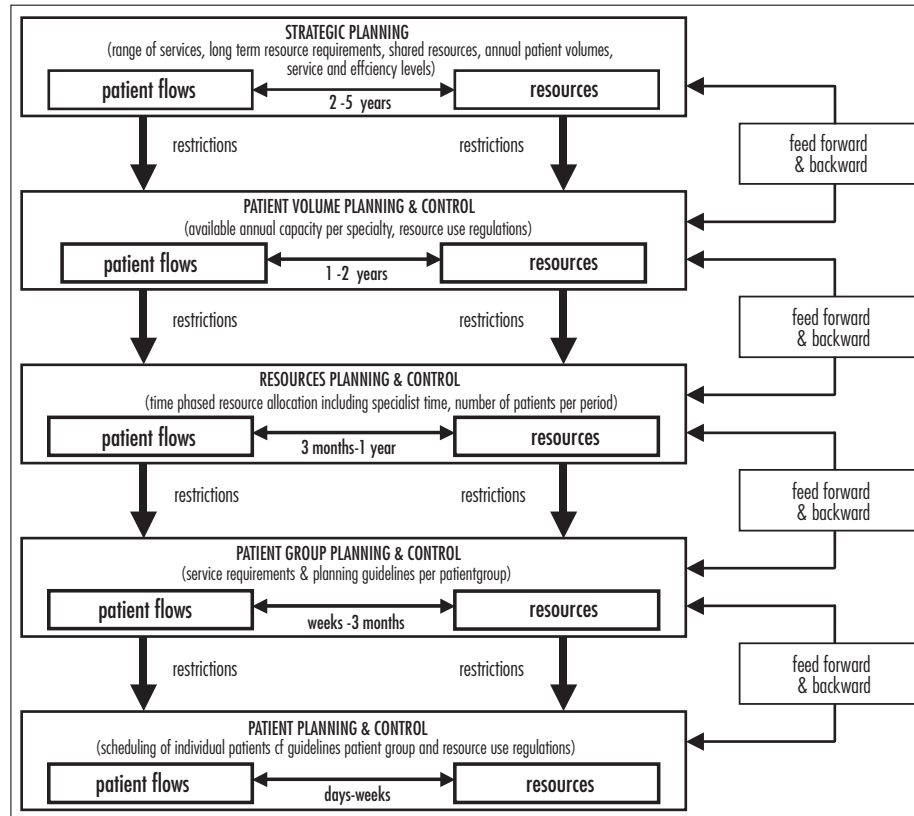 STRATEGIC PLANNING
(range of services, long term resource requirements, shared resources, annual patient volumes,
service and effciency levels)
patient flows
2 -5 years
resources
restrictions
restrictions
feed forward
& backward
PATIENT VOLUME PLANNING & CONTROL
(available annual capacity per specialty, resource use regulations)
patient flows
1 -2 years
resources
restrictions
restrictions
feed forward
& backward
RESOURCES PLANNING & CONTROL
(time phased resource allocation including specialist time, number of patients per period)
patient flows
3 months-1 year
resources
restrictions
restrictions
feed forward
& backward
PATIENT GROUP PLANNING & CONTROL
(service requirements & planning guidelines per patientgroup)
patient flows
weeks -3 months
resources
restrictions
restrictions
feed forward
& backward
PATIENT PLANNING & CONTROL
(scheduling of individual patients cf guidelines patient group and resource use regulations)
patient flows
days-weeks
resources